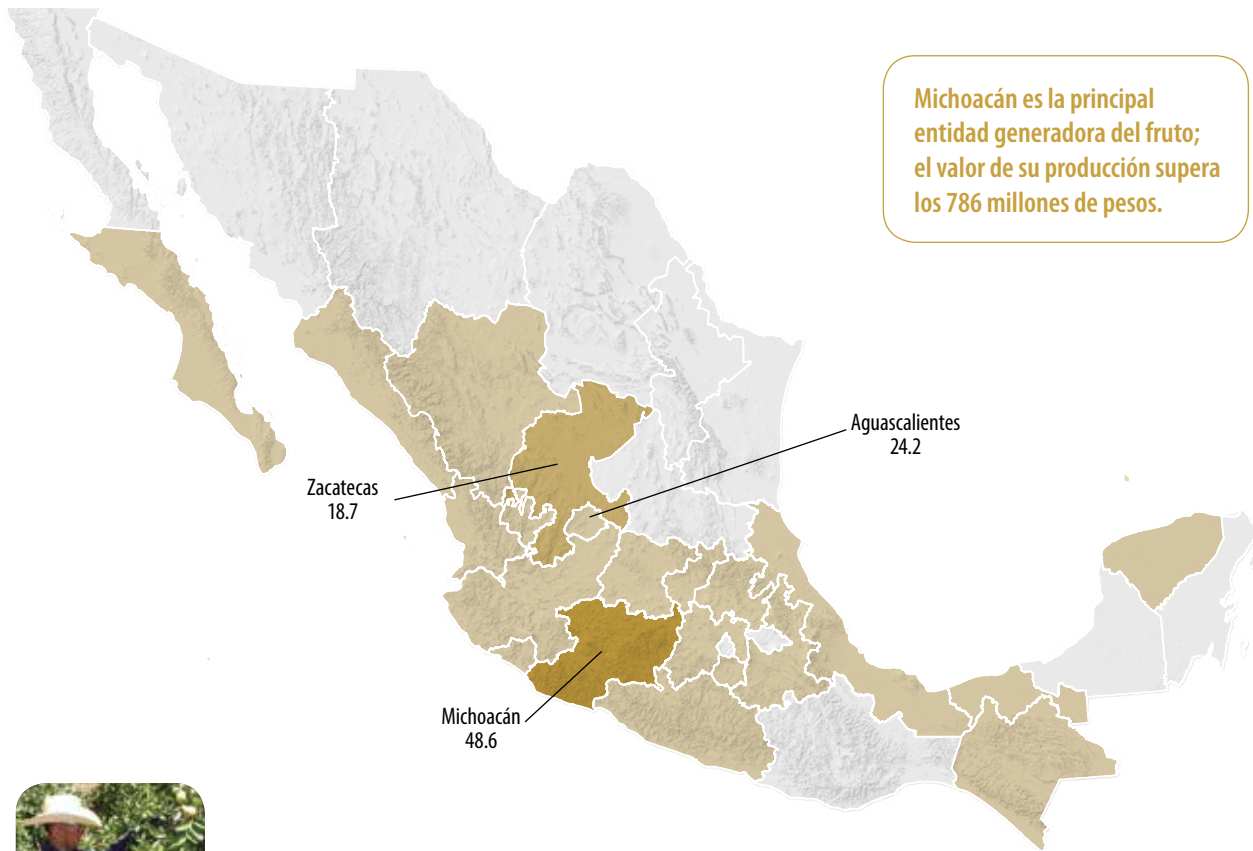 Michoacán es la principal
entidad generadora del fruto;
el valor de su producción supera
los 786 millones de pesos.
Aguascalientes
24.2
Zacatecas
18.7
Michoacán
48.6